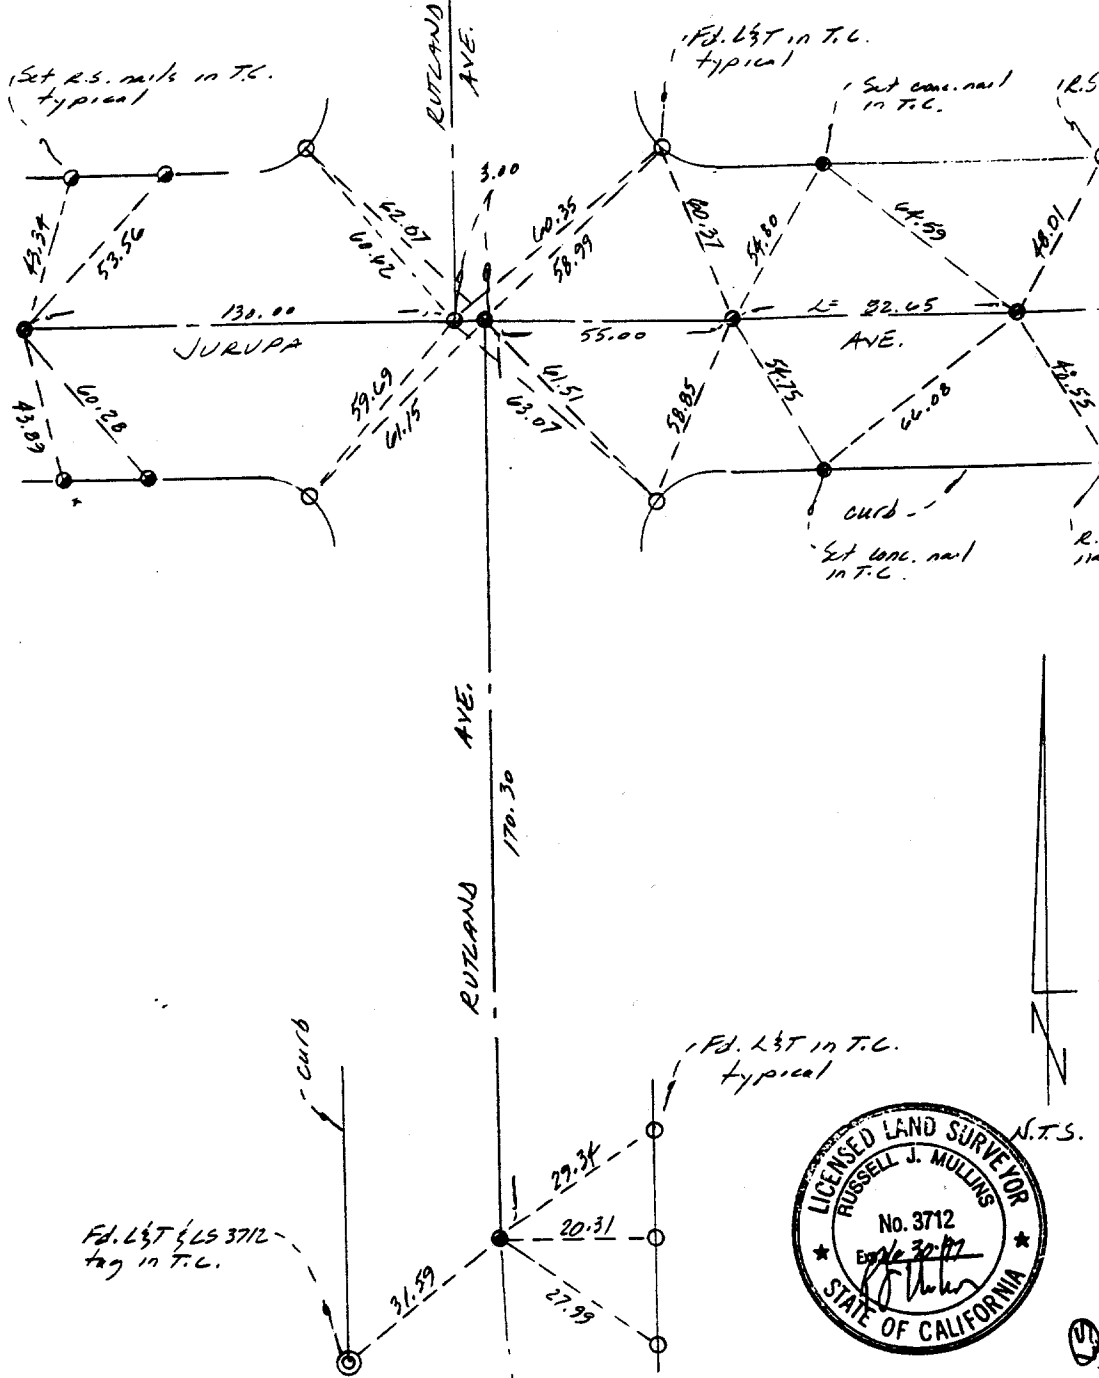 RUTLAND
AVE.
Fd. L&T in T.C.
typical
Set R.S. nails in T.C.
typical
Set conc. nail
in T.C.
R.S
3.00
43.34
53.56
62.07
60.62
60.35
58.99
60.37
54.80
64.59
48.01
130.00
JURUPA
55.00
L= 82.65
AVE.
43.89
60.28
59.69
61.15
61.51
63.07
58.85
54.75
66.08
curb
Set conc. nail
in T.C.
R.
RUTLAND AVE.
170.30
curb
Fd. L&T in T.C.
typical
N.T.S.
N
29.34
20.31
27.99
31.59
Fd. L&T & LS 3712
tag in T.C.
LICENSED LAND SURVEYOR
RUSSELL J. MULLINS
No. 3712
STATE OF CALIFORNIA
LS